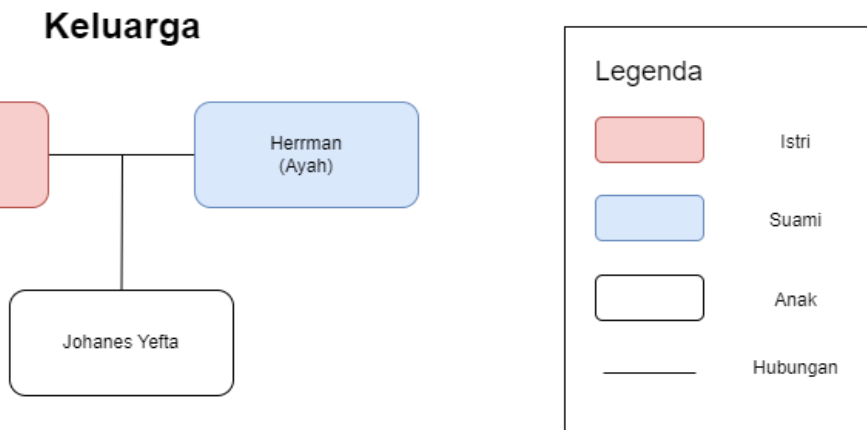 Keluarga
Herrman
(Ayah)
Johanes Yefta
Legenda
Istri
Suami
Anak
Hubungan